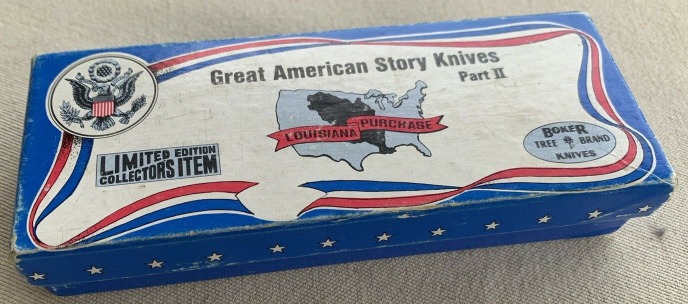 Great American Story Knives
Part II
LOUISIANA PURCHASE
LIMITED EDITION
COLLECTORS ITEM
BOKER
TREE BRAND
KNIVES